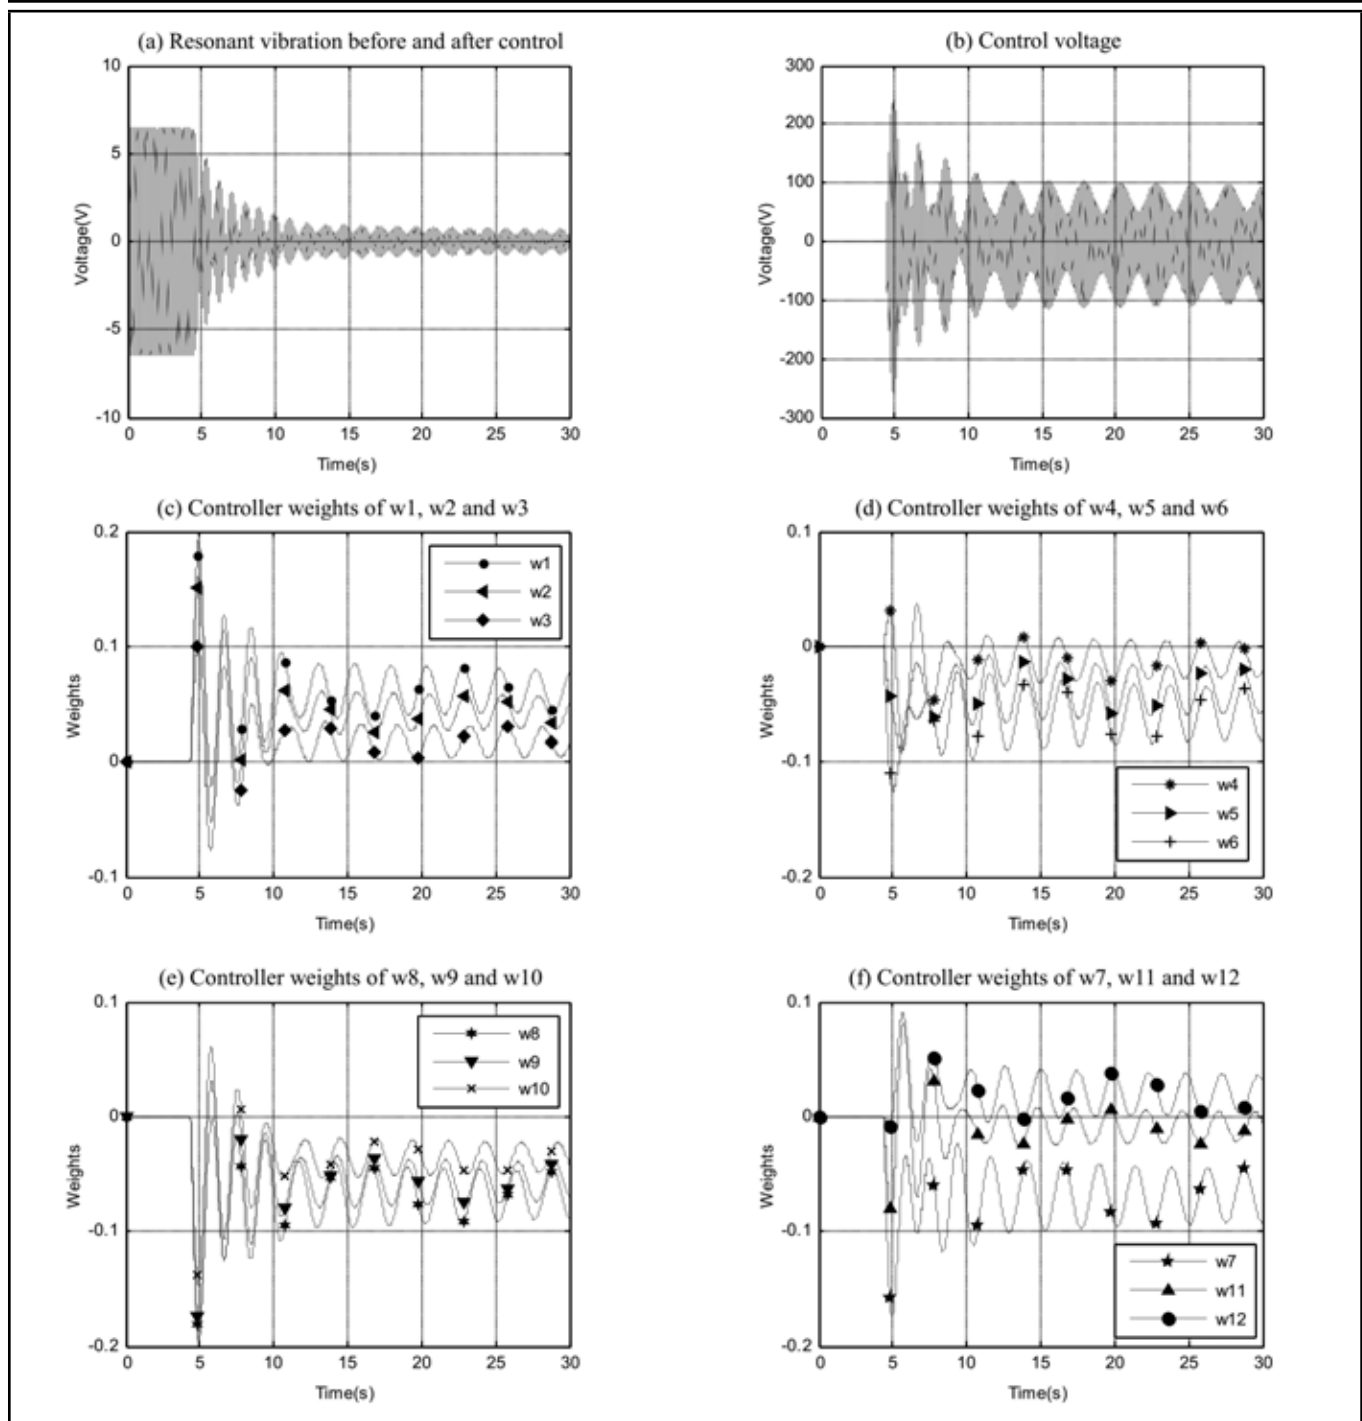 (a) Resonant vibration before and after control
10
5
0
-5
-10
Voltage(V)
0 5 10 15 20 25 30
Time(s)
(b) Control voltage
300
200
100
0
-100
-200
-300
Voltage(V)
0 5 10 15 20 25 30
Time(s)
(c) Controller weights of w1, w2 and w3
0.2
0.1
0
-0.1
Weights
w1
w2
w3
0 5 10 15 20 25 30
Time(s)
(d) Controller weights of w4, w5 and w6
0.1
0
-0.1
-0.2
Weights
w4
w5
w6
0 5 10 15 20 25 30
Time(s)
(e) Controller weights of w8, w9 and w10
0.1
0
-0.1
-0.2
Weights
w8
w9
w10
0 5 10 15 20 25 30
Time(s)
(f) Controller weights of w7, w11 and w12
0.1
0
-0.1
-0.2
Weights
w7
w11
w12
0 5 10 15 20 25 30
Time(s)